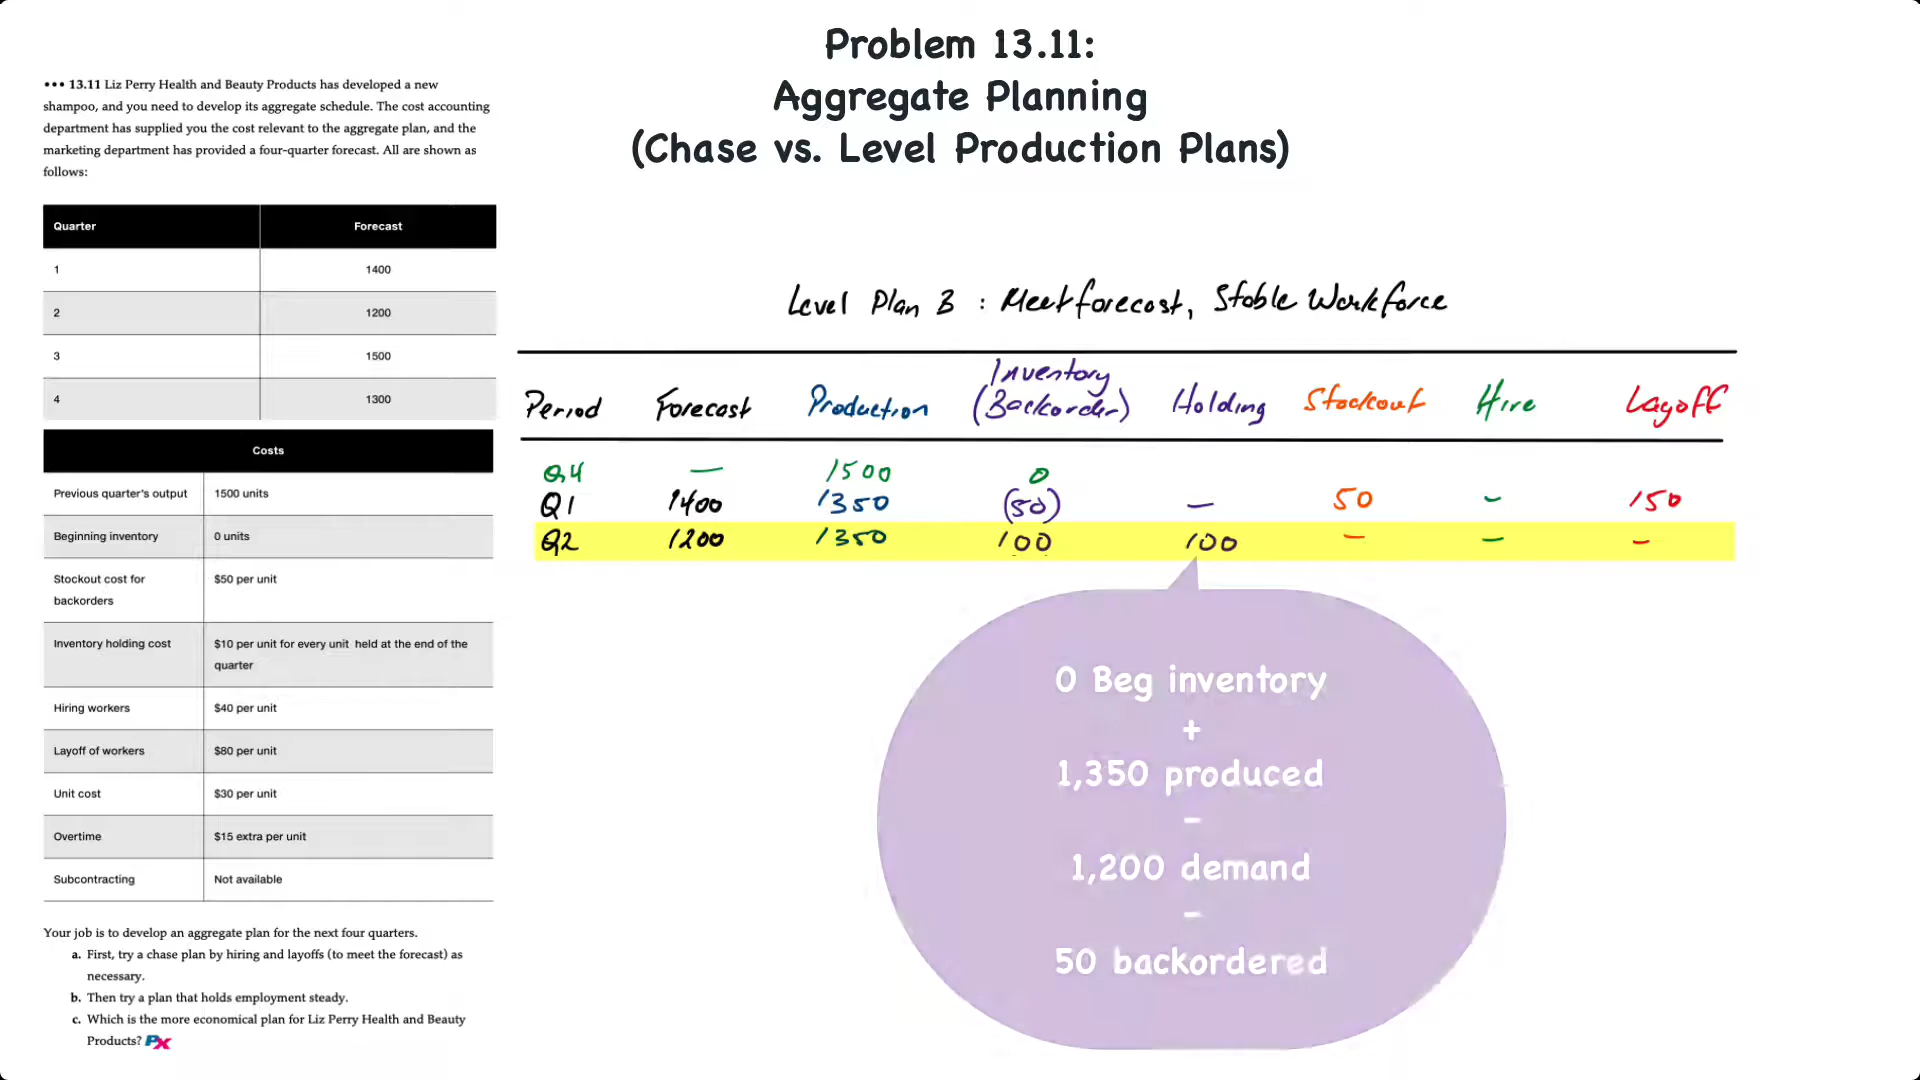 Problem 13.11:
Aggregate Planning
(Chase vs. Level Production Plans)
••• 13.11 Liz Perry Health and Beauty Products has developed a new
shampoo, and you need to develop its aggregate schedule. The cost accounting
department has supplied you the cost relevant to the aggregate plan, and the
marketing department has provided a four-quarter forecast. All are shown as
follows:
Quarter Forecast
1 1400
2 1200
3 1500
4 1300
Costs
Previous quarter's output 1500 units
Beginning inventory 0 units
Stockout cost for $50 per unit
backorders
Inventory holding cost $10 per unit for every unit held at the end of the
quarter
Hiring workers $40 per unit
Layoff of workers $80 per unit
Unit cost $30 per unit
Overtime $15 extra per unit
Subcontracting Not available
Your job is to develop an aggregate plan for the next four quarters.
a. First, try a chase plan by hiring and layoffs (to meet the forecast) as
necessary.
b. Then try a plan that holds employment steady.
c. Which is the more economical plan for Liz Perry Health and Beauty
Products? PX
Level Plan B : Meet forecast, Stable Workforce
Inventory
Period Forecast Production (Backorder) Holding Stockout Hire Layoff
Q4 — 1500 0
Q1 1400 1350 (50) — 50 - 150
Q2 1200 1350 100 100 — — —
0 Beg inventory
+
1,350 produced
-
1,200 demand
-
50 backordered